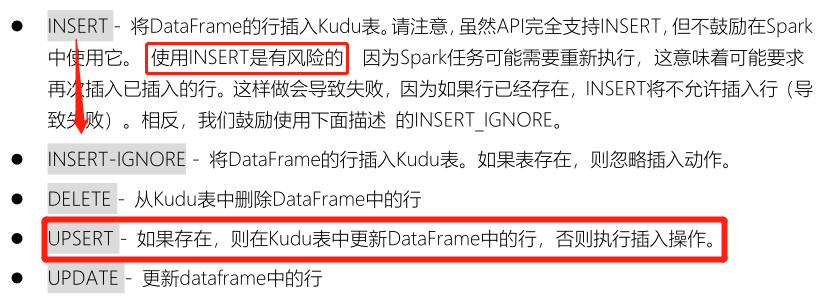 ● INSERT - 将DataFrame的行插入Kudu表。请注意，虽然API完全支持INSERT，但不鼓励在Spark
中使用它。 使用INSERT是有风险的 因为Spark任务可能需要重新执行，这意味着可能要求
再次插入已插入的行。这样做会导致失败，因为如果行已经存在，INSERT将不允许插入行（导
致失败）。相反，我们鼓励使用下面描述 的INSERT_IGNORE。
● INSERT-IGNORE - 将DataFrame的行插入Kudu表。如果表存在，则忽略插入动作。
● DELETE - 从Kudu表中删除DataFrame中的行
● UPSERT - 如果存在，则在Kudu表中更新DataFrame中的行，否则执行插入操作。
● UPDATE - 更新dataframe中的行